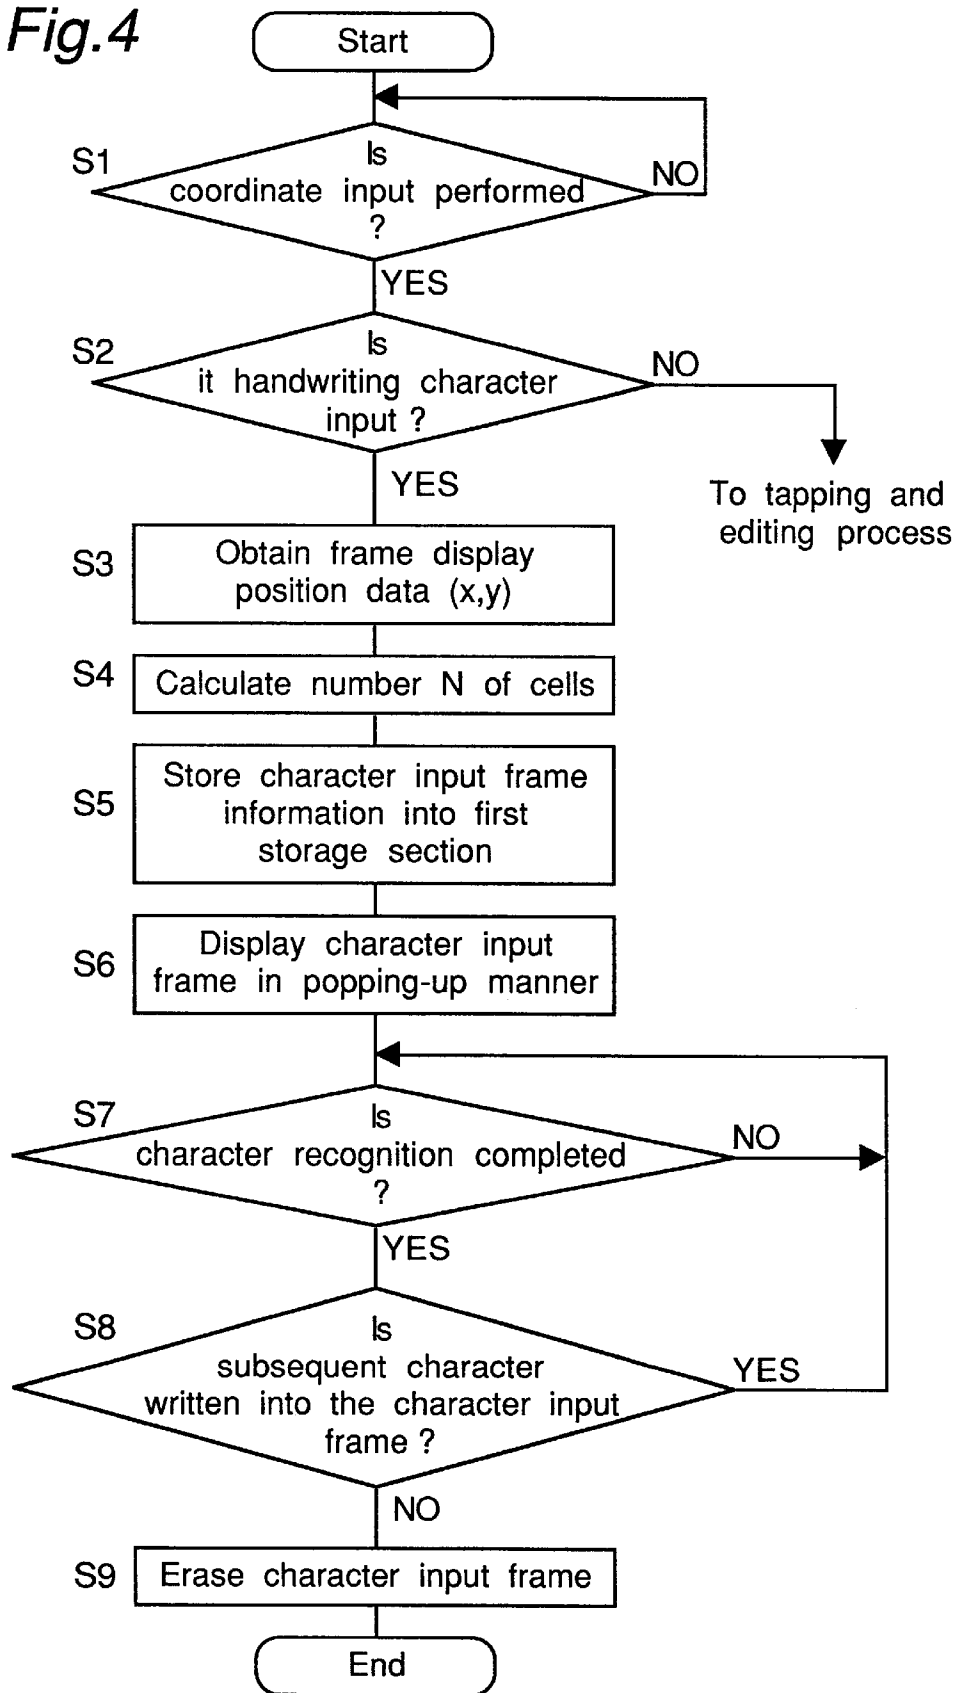 Fig.4
Start
S1
Is
coordinate input performed
?
NO
YES
S2
Is
it handwriting character
input ?
NO
To tapping and
editing process
YES
S3
Obtain frame display
position data (x,y)
S4
Calculate number N of cells
S5
Store character input frame
information into first
storage section
S6
Display character input
frame in popping-up manner
S7
Is
character recognition completed
?
NO
YES
S8
Is
subsequent character
written into the character input
frame ?
YES
NO
S9
Erase character input frame
End